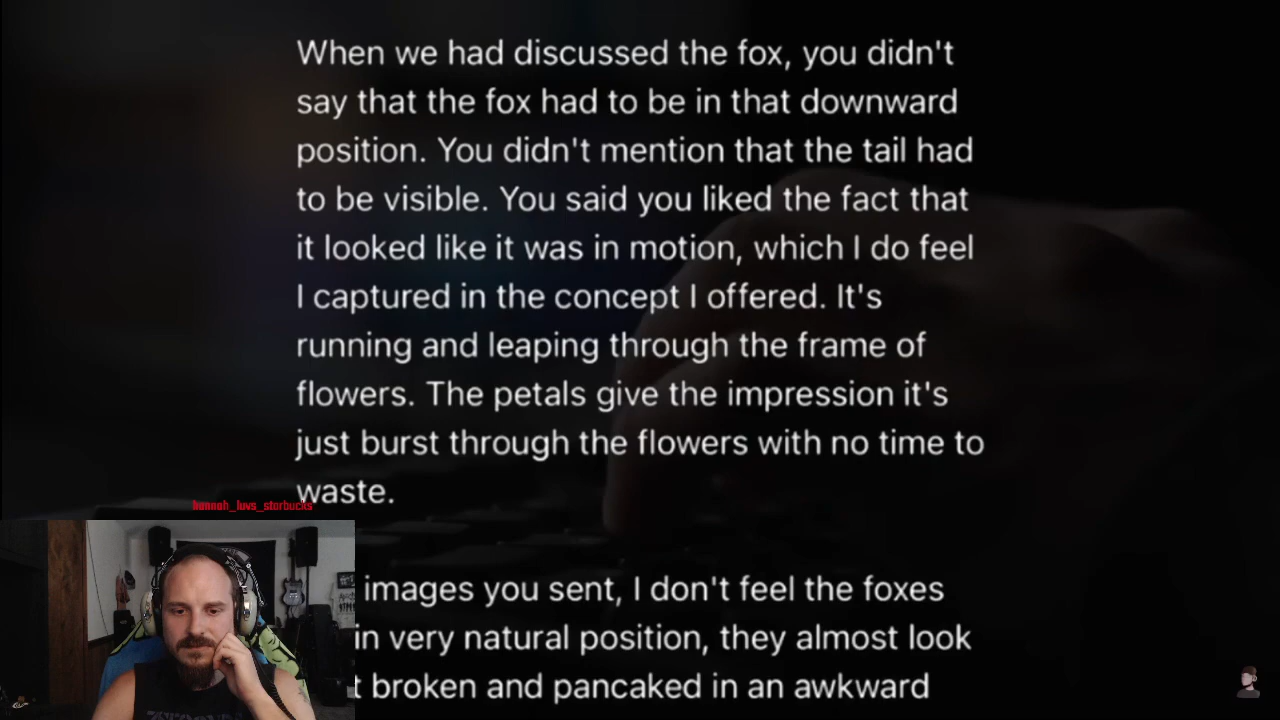 When we had discussed the fox, you didn't
say that the fox had to be in that downward
position. You didn't mention that the tail had
to be visible. You said you liked the fact that
it looked like it was in motion, which I do feel
I captured in the concept I offered. It's
running and leaping through the frame of
flowers. The petals give the impression it's
just burst through the flowers with no time to
waste.
hannah_luvs_starbucks
images you sent, I don't feel the foxes
in very natural position, they almost look
t broken and pancaked in an awkward